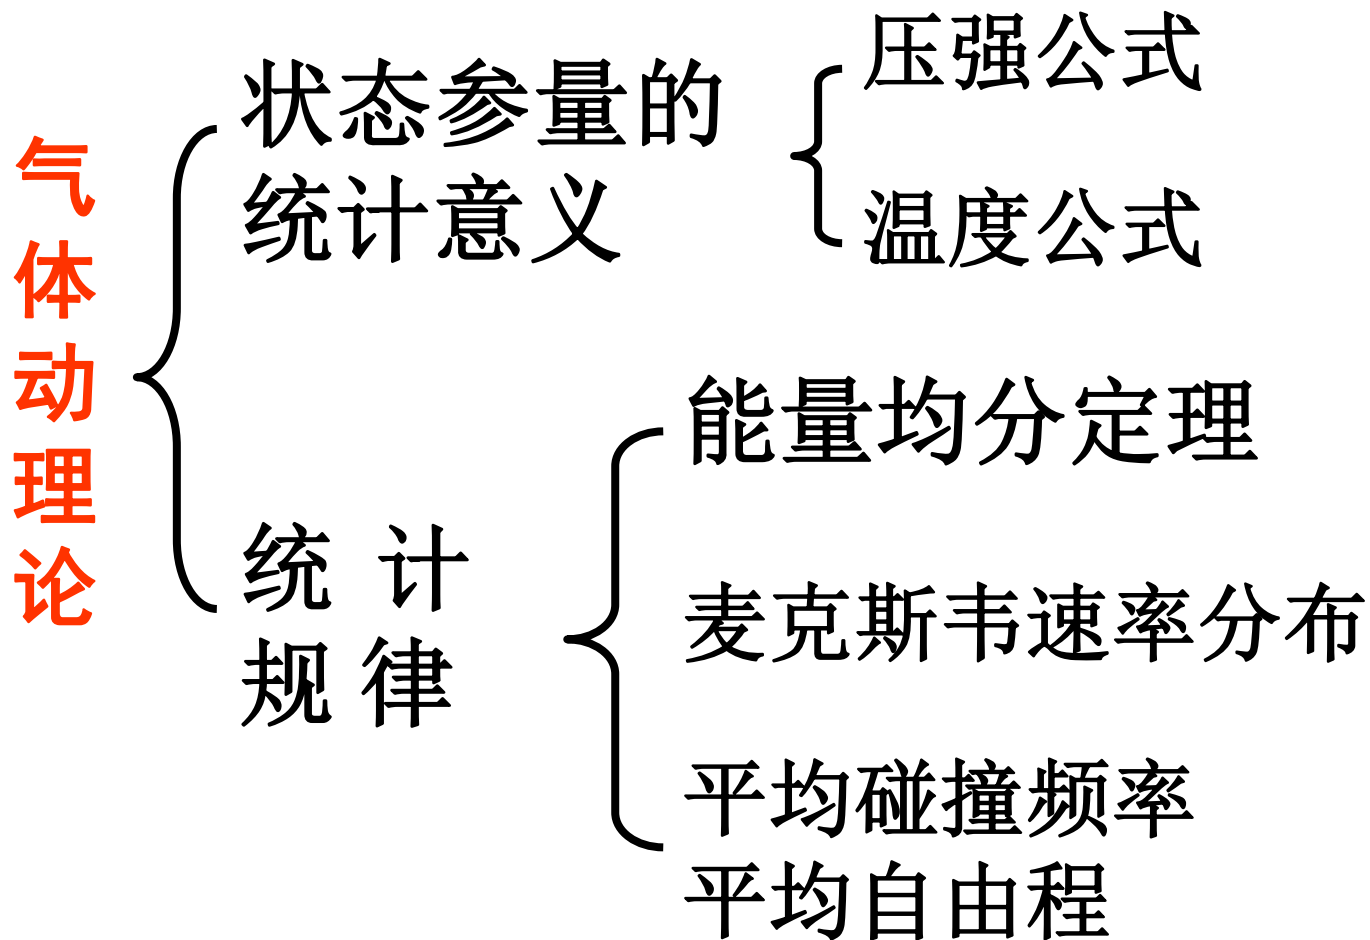 气体动理论
状态参量的
统计意义
压强公式
温度公式
统 计
规 律
能量均分定理
麦克斯韦速率分布
平均碰撞频率
平均自由程